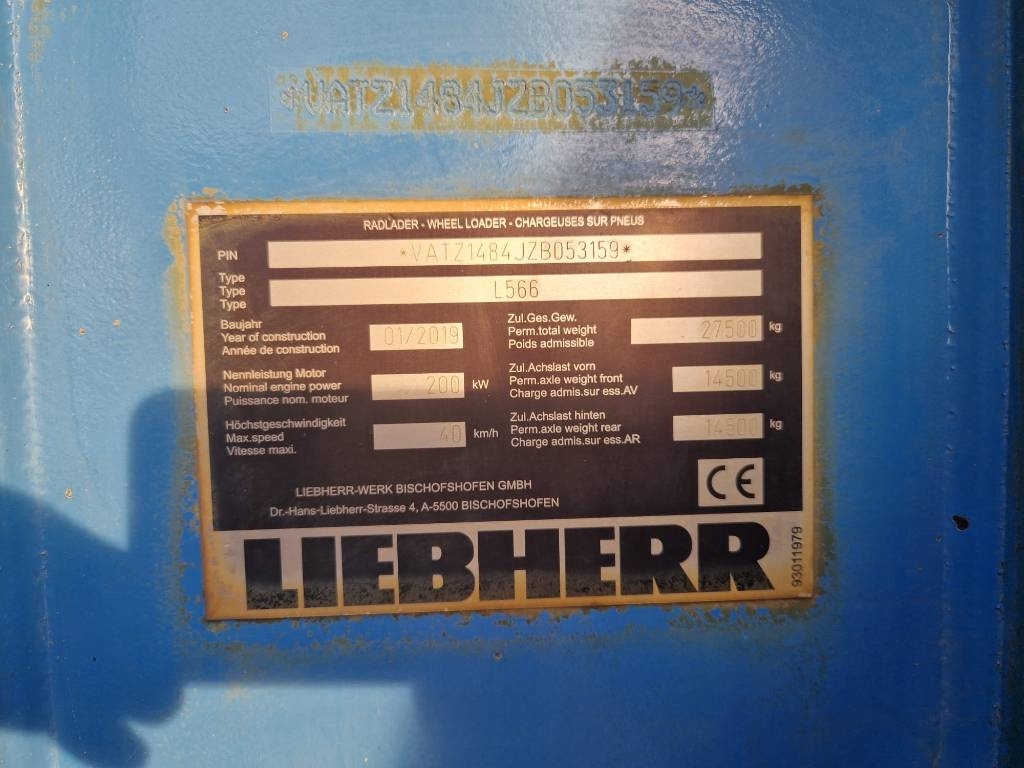 *VATZ1484JZB053159*
RADLADER - WHEEL LOADER - CHARGEUSES SUR PNEUS
PIN *VATZ1484JZB053159*
Type
Type L566
Type
Baujahr
Year of construction 01/2019
Année de construction
Zul.Ges.Gew.
Perm.total weight 27500 kg
Poids admissible
Nennleistung Motor
Nominal engine power 200 kW
Puissance nom. moteur
Zul.Achslast vorn
Perm.axle weight front 14500 kg
Charge admis.sur ess.AV
Höchstgeschwindigkeit
Max.speed 40 km/h
Vitesse maxi.
Zul.Achslast hinten
Perm.axle weight rear 14500 kg
Charge admis.sur ess.AR
LIEBHERR-WERK BISCHOFSHOFEN GMBH
Dr.-Hans-Liebherr-Strasse 4, A-5500 BISCHOFSHOFEN
CE
LIEBHERR
93011979